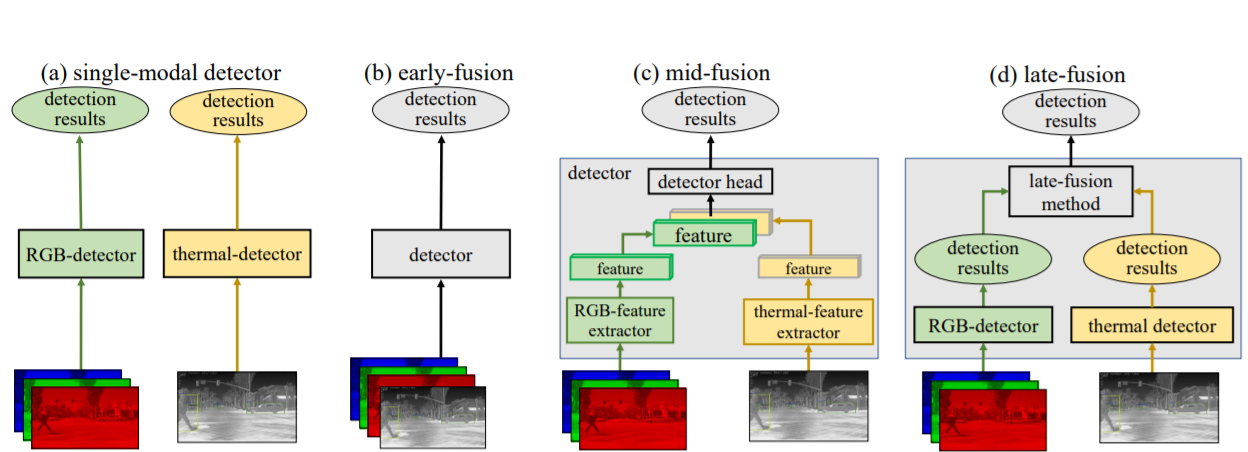 (a) single-modal detector
detection
results
detection
results
RGB-detector
thermal-detector
(b) early-fusion
detection
results
detector
(c) mid-fusion
detection
results
detector
detector head
feature
feature
feature
RGB-feature
extractor
thermal-feature
extractor
(d) late-fusion
detection
results
late-fusion
method
detection
results
detection
results
RGB-detector
thermal detector